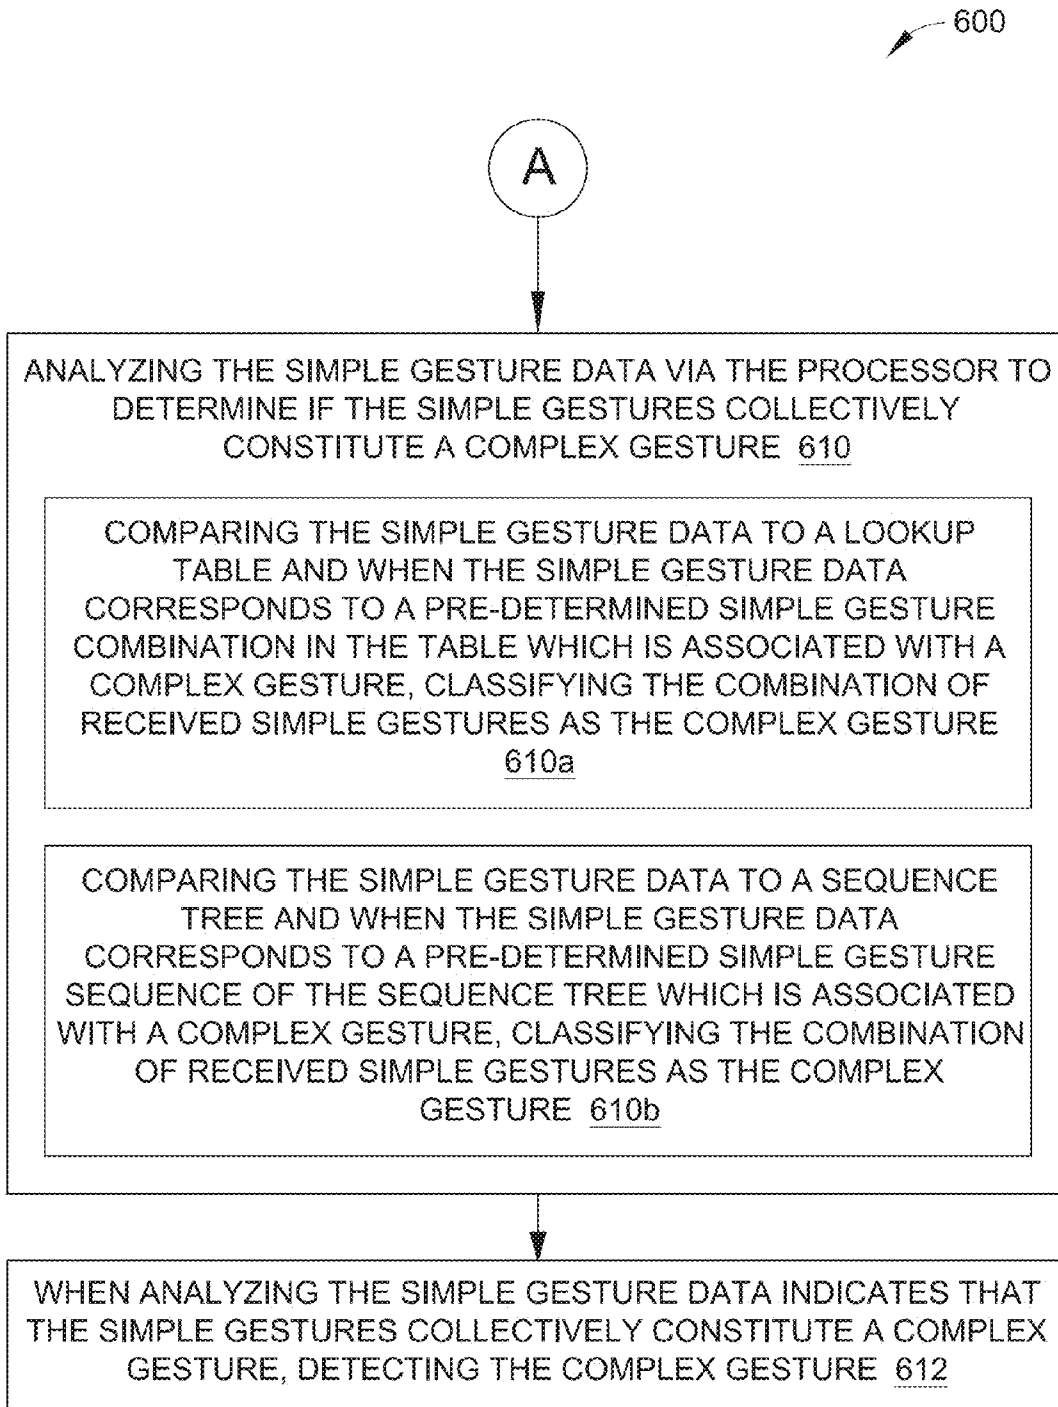 600
A
ANALYZING THE SIMPLE GESTURE DATA VIA THE PROCESSOR TO
DETERMINE IF THE SIMPLE GESTURES COLLECTIVELY
CONSTITUTE A COMPLEX GESTURE 610
COMPARING THE SIMPLE GESTURE DATA TO A LOOKUP
TABLE AND WHEN THE SIMPLE GESTURE DATA
CORRESPONDS TO A PRE-DETERMINED SIMPLE GESTURE
COMBINATION IN THE TABLE WHICH IS ASSOCIATED WITH A
COMPLEX GESTURE, CLASSIFYING THE COMBINATION OF
RECEIVED SIMPLE GESTURES AS THE COMPLEX GESTURE
610a
COMPARING THE SIMPLE GESTURE DATA TO A SEQUENCE
TREE AND WHEN THE SIMPLE GESTURE DATA
CORRESPONDS TO A PRE-DETERMINED SIMPLE GESTURE
SEQUENCE OF THE SEQUENCE TREE WHICH IS ASSOCIATED
WITH A COMPLEX GESTURE, CLASSIFYING THE COMBINATION
OF RECEIVED SIMPLE GESTURES AS THE COMPLEX
GESTURE 610b
WHEN ANALYZING THE SIMPLE GESTURE DATA INDICATES THAT
THE SIMPLE GESTURES COLLECTIVELY CONSTITUTE A COMPLEX
GESTURE, DETECTING THE COMPLEX GESTURE 612